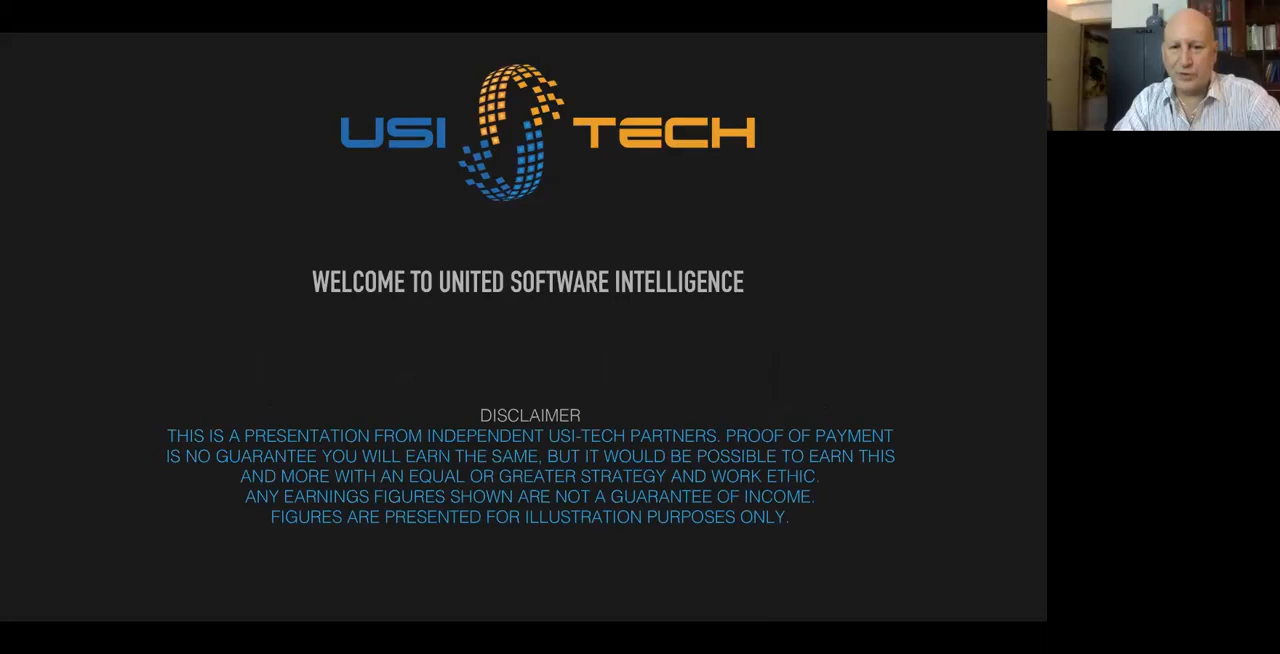 USI TECH
WELCOME TO UNITED SOFTWARE INTELLIGENCE
DISCLAIMER
THIS IS A PRESENTATION FROM INDEPENDENT USI-TECH PARTNERS. PROOF OF PAYMENT
IS NO GUARANTEE YOU WILL EARN THE SAME, BUT IT WOULD BE POSSIBLE TO EARN THIS
AND MORE WITH AN EQUAL OR GREATER STRATEGY AND WORK ETHIC.
ANY EARNINGS FIGURES SHOWN ARE NOT A GUARANTEE OF INCOME.
FIGURES ARE PRESENTED FOR ILLUSTRATION PURPOSES ONLY.